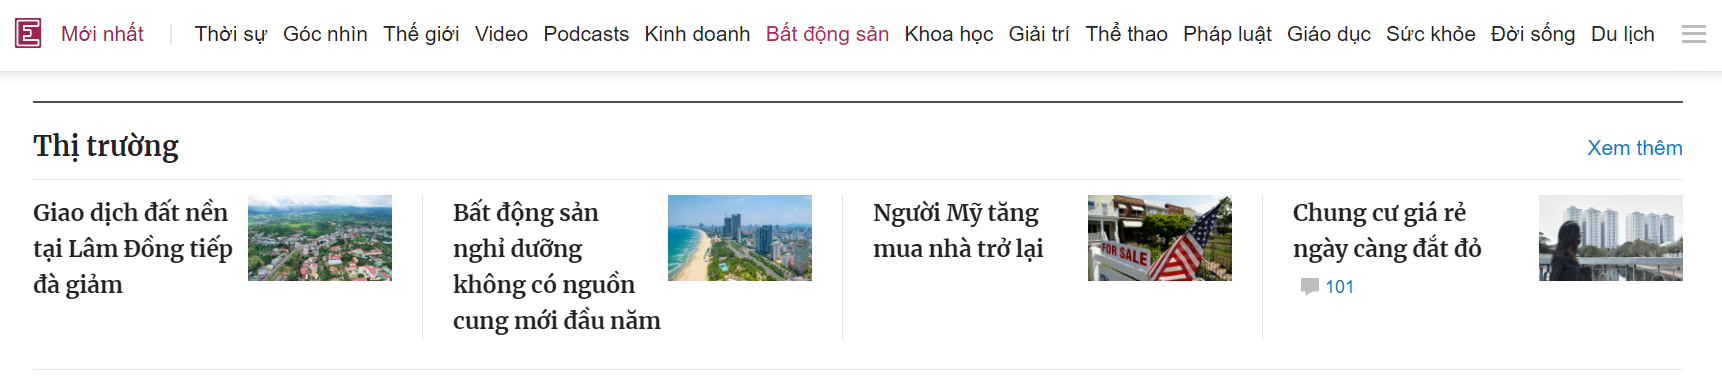 Mới nhất Thời sự Góc nhìn Thế giới Video Podcasts Kinh doanh Bất động sản Khoa học Giải trí Thể thao Pháp luật Giáo dục Sức khỏe Đời sống Du lịch
Thị trường
Xem thêm
Giao dịch đất nền
tại Lâm Đồng tiếp
đà giảm
Bất động sản
nghỉ dưỡng
không có nguồn
cung mới đầu năm
Người Mỹ tăng
mua nhà trở lại
FOR SALE
Chung cư giá rẻ
ngày càng đắt đỏ
101